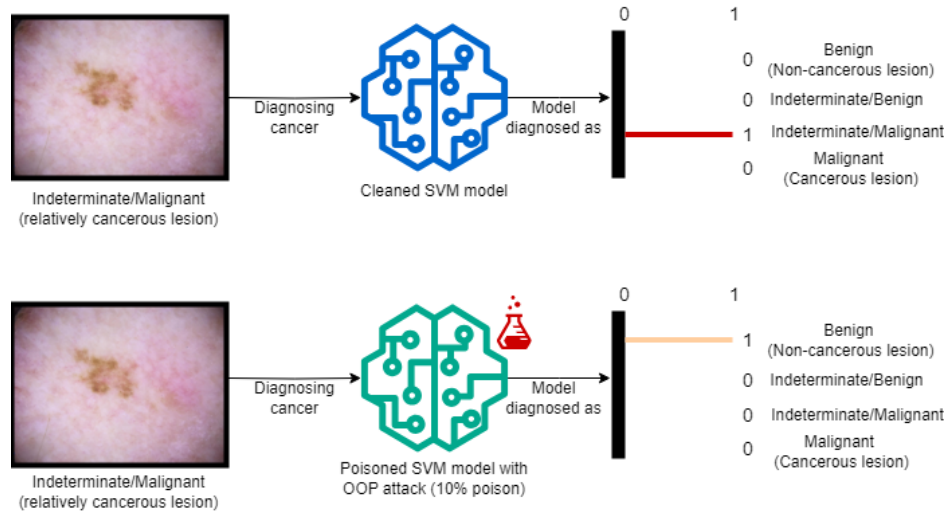 0 1
Benign
(Non-cancerous lesion)
0
Indeterminate/Benign
0
Diagnosing
cancer
Model
diagnosed as
Indeterminate/Malignant
1
Malignant
(Cancerous lesion)
0
Cleaned SVM model
Indeterminate/Malignant
(relatively cancerous lesion)
0 1
Benign
(Non-cancerous lesion)
1
Indeterminate/Benign
0
Diagnosing
cancer
Model
diagnosed as
Indeterminate/Malignant
0
Malignant
(Cancerous lesion)
0
Poisoned SVM model with
OOP attack (10% poison)
Indeterminate/Malignant
(relatively cancerous lesion)